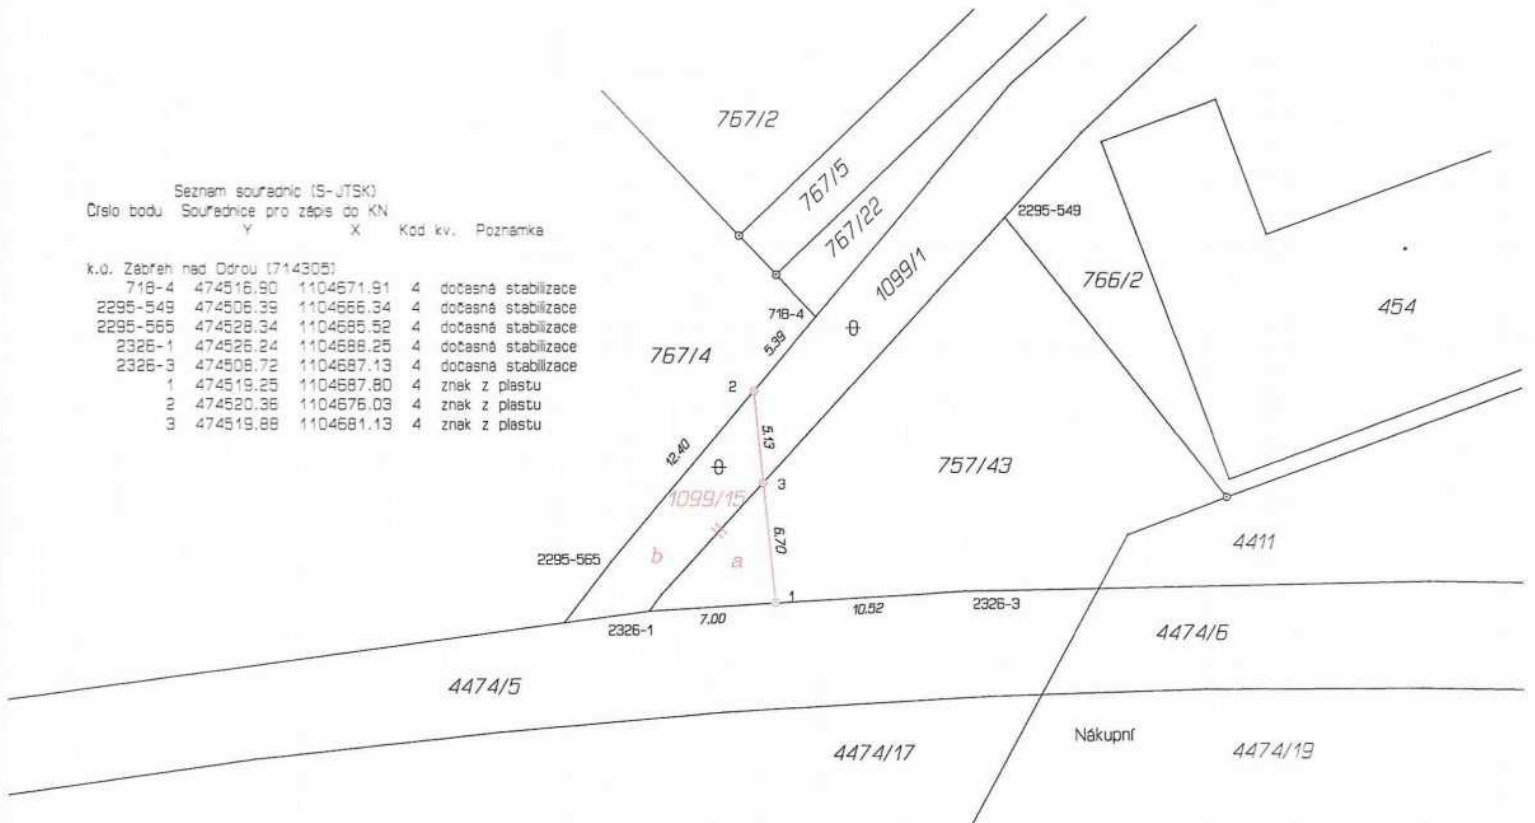 Seznam souřadnic (S-JTSK)
Číslo bodu Souřadnice pro zápis do KN
Y X Kód kv. Poznámka
k.ú. Zábřeh nad Odrou [714305]
718-4 474516.90 1104671.91 4 dočasná stabilizace
2295-549 474506.39 1104666.34 4 dočasná stabilizace
2295-565 474528.34 1104685.52 4 dočasná stabilizace
2326-1 474526.24 1104688.25 4 dočasná stabilizace
2326-3 474508.72 1104687.13 4 dočasná stabilizace
1 474519.25 1104687.80 4 znak z plastu
2 474520.36 1104676.03 4 znak z plastu
3 474519.88 1104681.13 4 znak z plastu
767/2
767/5
767/22
2295-549
1099/1
766/2
454
718-4
5.39
767/4
2
5.13
12.40
757/43
3
1099/15
6.70
4411
2295-565
b
a
1
7.00
10.52
2326-3
2326-1
4474/6
4474/5
Nákupní
4474/17
4474/19